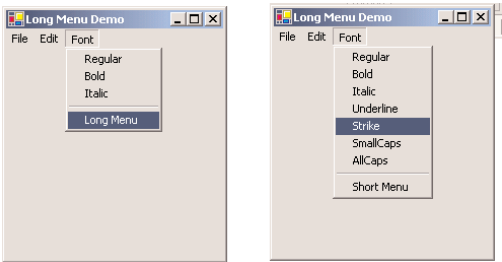 Long Menu Demo
File Edit Font
Regular
Bold
Italic
Long Menu
Long Menu Demo
File Edit Font
Regular
Bold
Italic
Underline
Strike
SmallCaps
AllCaps
Short Menu